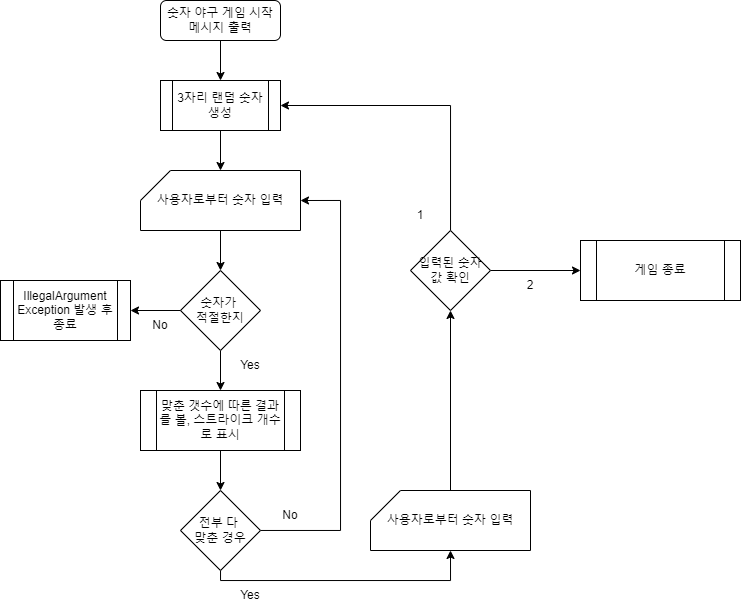 숫자 야구 게임 시작
메시지 출력
3자리 랜덤 숫자
생성
사용자로부터 숫자 입력
1
입력된 숫자
값 확인
게임 종료
2
숫자가
적절한지
IllegalArgument
Exception 발생 후
종료
No
Yes
맞춘 갯수에 따른 결과
를 볼, 스트라이크 개수
로 표시
전부 다
맞춘 경우
No
사용자로부터 숫자 입력
Yes